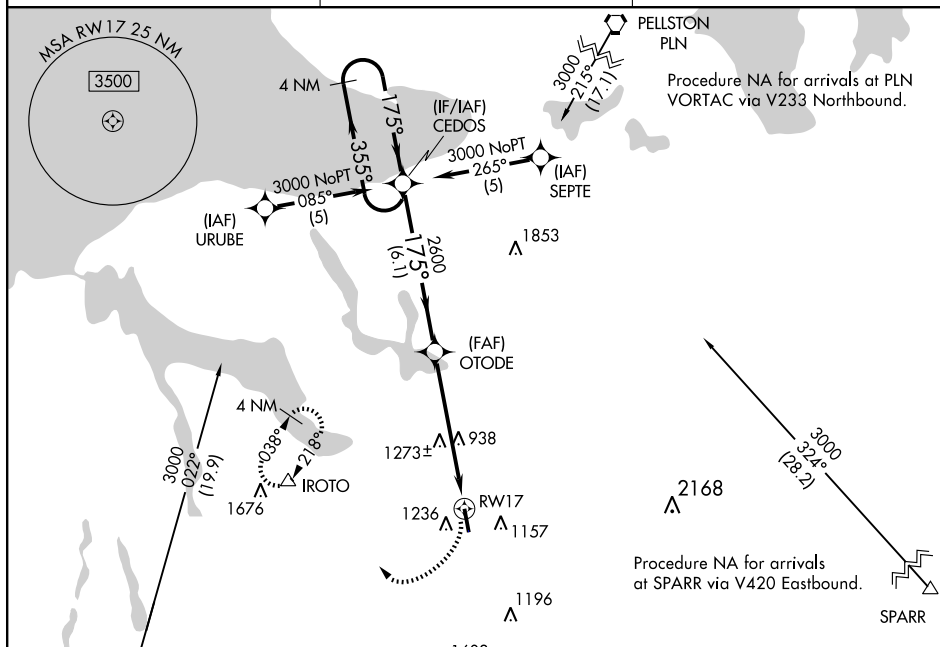 MSA RW17 25 NM
3500
4 NM
175°
355°
(IF/IAF)
CEDOS
PELLSTON
PLN
3000
215°
(17.1)
Procedure NA for arrivals at PLN
VORTAC via V233 Northbound.
3000 NoPT
265°
(5)
(IAF)
SEPTE
3000 NoPT
085°
(5)
(IAF)
URUBE
2600
175°
(6.1)
1853
(FAF)
OTODE
4 NM
038°
218°
IROTO
1676
3000
022°
(19.9)
1273±
938
RW17
1236
1157
2168
3000
324°
(28.2)
Procedure NA for arrivals
at SPARR via V420 Eastbound.
SPARR
1196